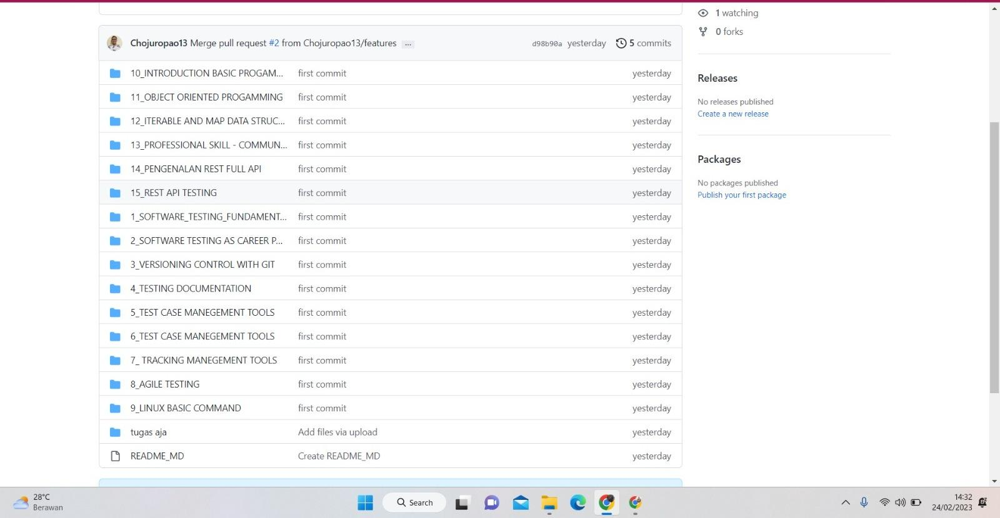 1 watching
0 forks
Chojuropao13 Merge pull request #2 from Chojuropao13/features ... d98b90a yesterday 5 commits
10_INTRODUCTION BASIC PROGAM... first commit yesterday
11_OBJECT ORIENTED PROGAMMING first commit yesterday
12_ITERABLE AND MAP DATA STRUC... first commit yesterday
13_PROFESSIONAL SKILL - COMMUN... first commit yesterday
14_PENGENALAN REST FULL API first commit yesterday
15_REST API TESTING first commit yesterday
1_SOFTWARE_TESTING_FUNDAMENT... first commit yesterday
2_SOFTWARE TESTING AS CAREER P... first commit yesterday
3_VERSIONING CONTROL WITH GIT first commit yesterday
4_TESTING DOCUMENTATION first commit yesterday
5_TEST CASE MANEGEMENT TOOLS first commit yesterday
6_TEST CASE MANEGEMENT TOOLS first commit yesterday
7_ TRACKING MANEGEMENT TOOLS first commit yesterday
8_AGILE TESTING first commit yesterday
9_LINUX BASIC COMMAND first commit yesterday
tugas aja Add files via upload yesterday
README_MD Create README_MD yesterday
Releases
No releases published
Create a new release
Packages
No packages published
Publish your first package
28°C
Berawan
Search
14:32
24/02/2023